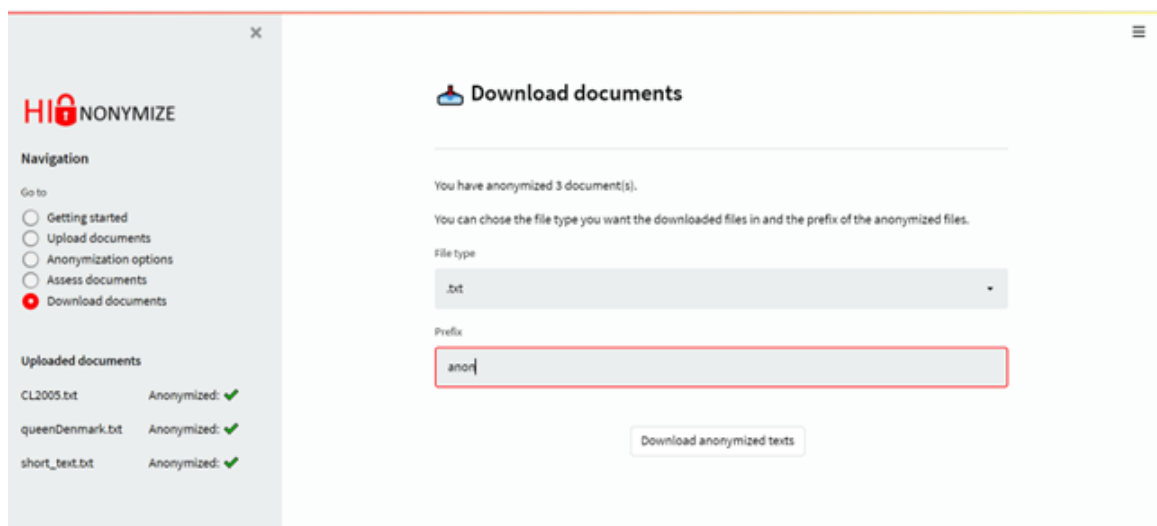 HI NONYMIZE
Navigation
Go to
Getting started
Upload documents
Anonymization options
Assess documents
Download documents
Uploaded documents
CL2005.txt Anonymized:
queenDenmark.txt Anonymized:
short_text.txt Anonymized:
Download documents
You have anonymized 3 document(s).
You can chose the file type you want the downloaded files in and the prefix of the anonymized files.
File type
.txt
Prefix
anon
Download anonymized texts